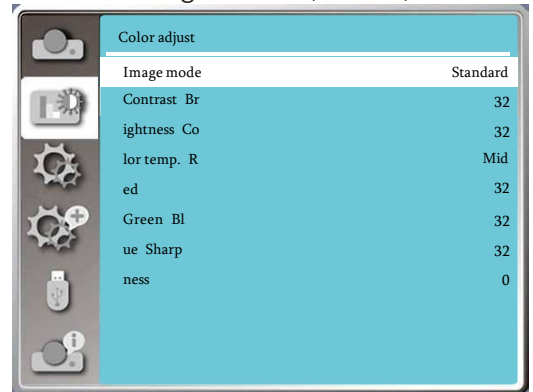 Color adjust
Image mode Standard
Contrast Br 32
ightness Co 32
lor temp. R Mid
ed 32
Green Bl 32
ue Sharp 32
ness 0